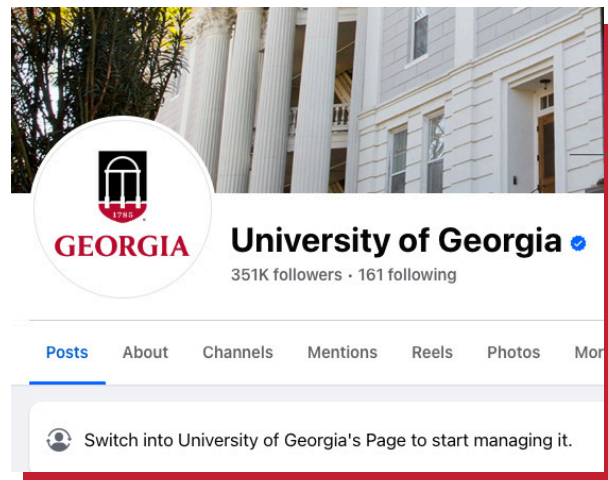 1785
GEORGIA
University of Georgia
351K followers · 161 following
Posts About Channels Mentions Reels Photos Mor
Switch into University of Georgia's Page to start managing it.